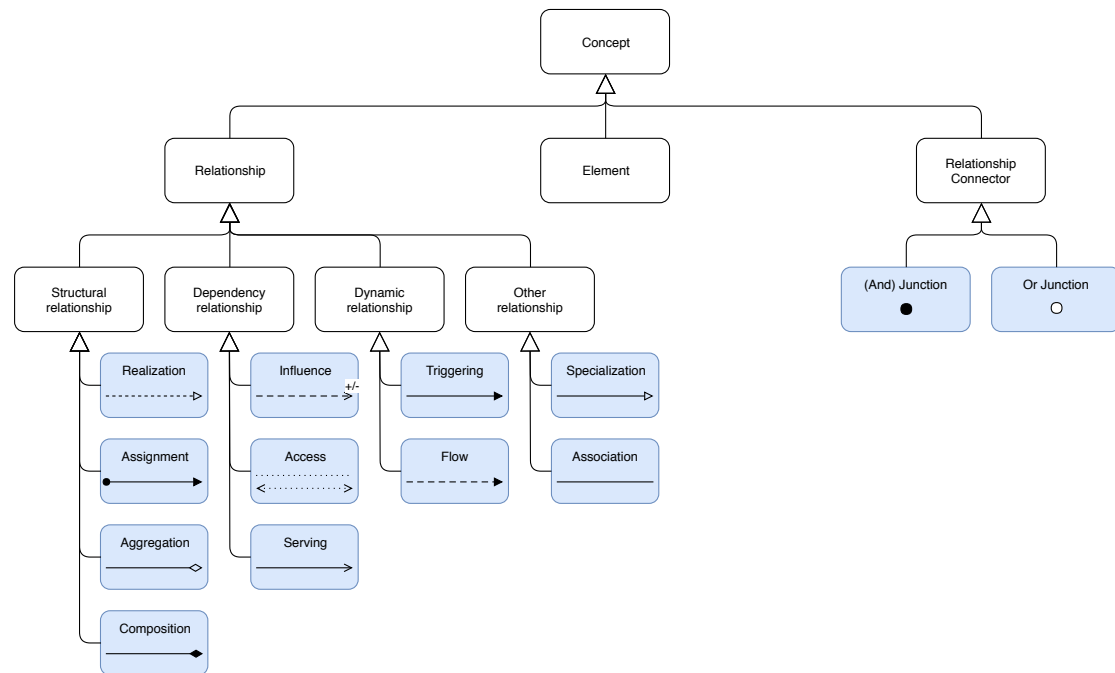 Concept
Relationship
Element
Relationship
Connector
Structural
relationship
Dependency
relationship
Dynamic
relationship
Other
relationship
(And) Junction
Or Junction
Realization
Influence
+/-
Triggering
Specialization
Assignment
Access
Flow
Association
Aggregation
Serving
Composition